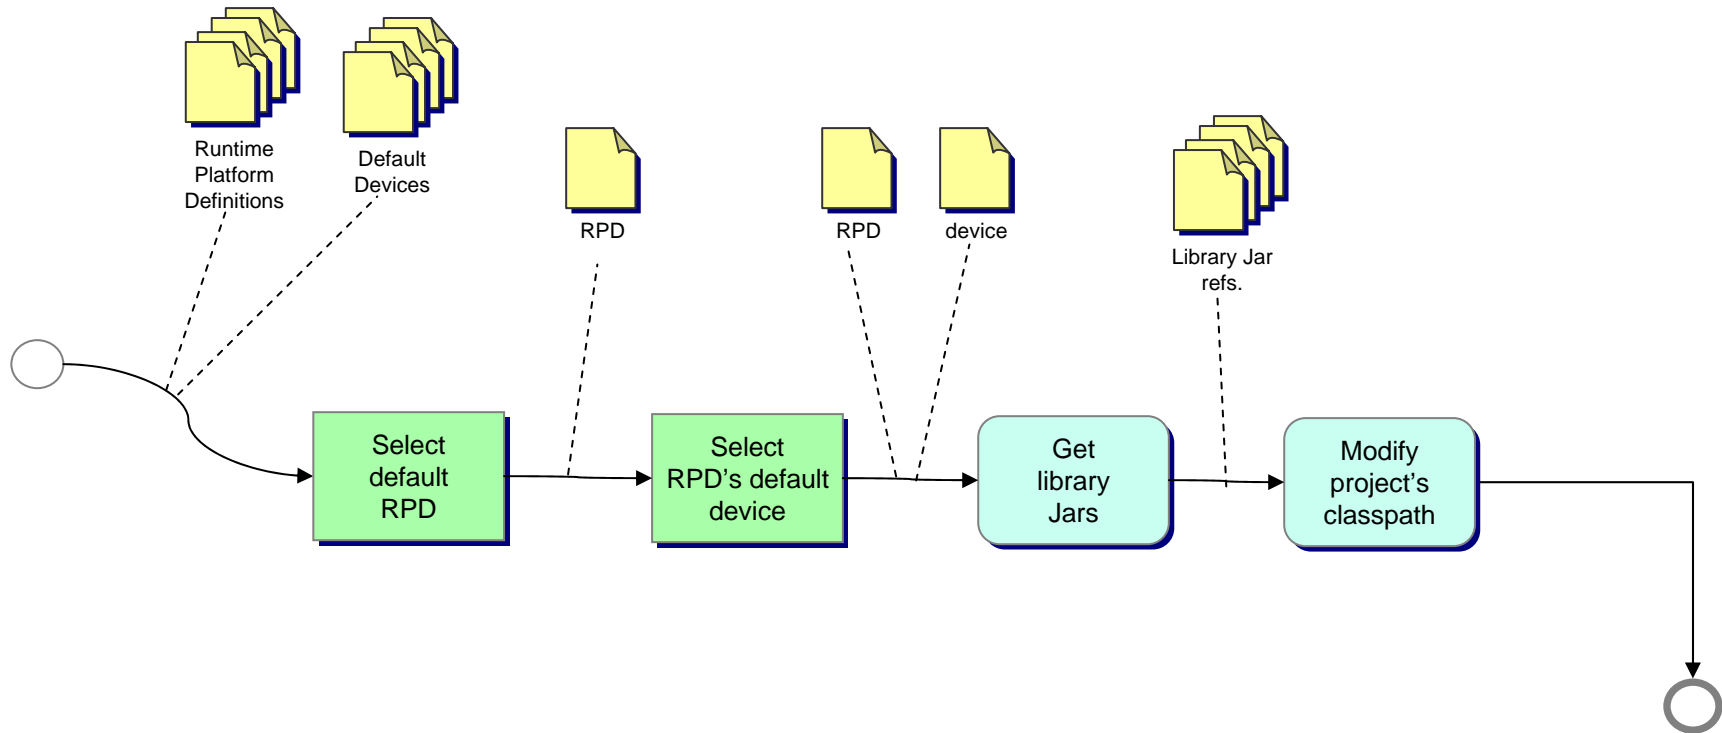 Runtime
Platform
Definitions
Default
Devices
RPD
RPD
device
Library Jar
refs.
Select
default
RPD
Select
RPD's default
device
Get
library
Jars
Modify
project's
classpath